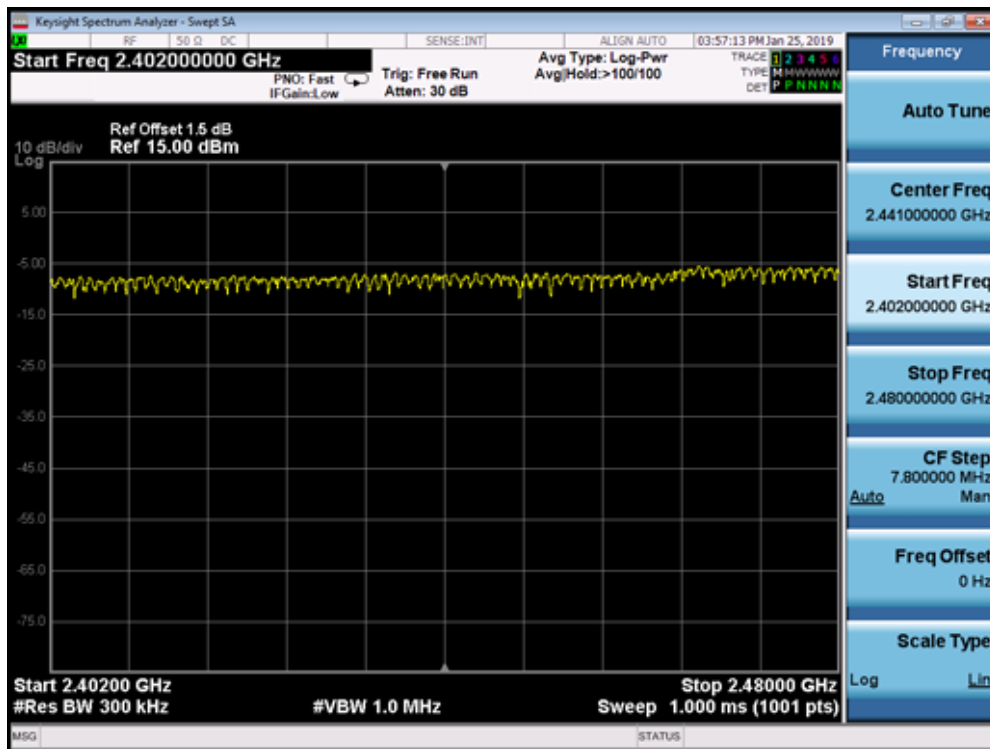 Keysight Spectrum Analyzer - Swept SA
RF 50 Ω DC SENSE:INT ALIGN AUTO 03:57:13 PM Jan 25, 2019
Start Freq 2.402000000 GHz
PNO: Fast
IFGain:Low
Trig: Free Run
Atten: 30 dB
Avg Type: Log-Pwr
Avg|Hold:>100/100
TRACE 1 2 3 4 5 6
TYPE M M W W W W W
DET P P N N N N
Ref Offset 1.5 dB
10 dB/div Ref 15.00 dBm
Log
5.00
-5.00
-15.0
-25.0
-35.0
-45.0
-55.0
-65.0
-75.0
Start 2.40200 GHz Stop 2.48000 GHz
#Res BW 300 kHz #VBW 1.0 MHz Sweep 1.000 ms (1001 pts)
MSG STATUS
Frequency
Auto Tune
Center Freq
2.441000000 GHz
Start Freq
2.402000000 GHz
Stop Freq
2.480000000 GHz
CF Step
7.800000 MHz
Auto Man
Freq Offset
0 Hz
Scale Type
Log Lin